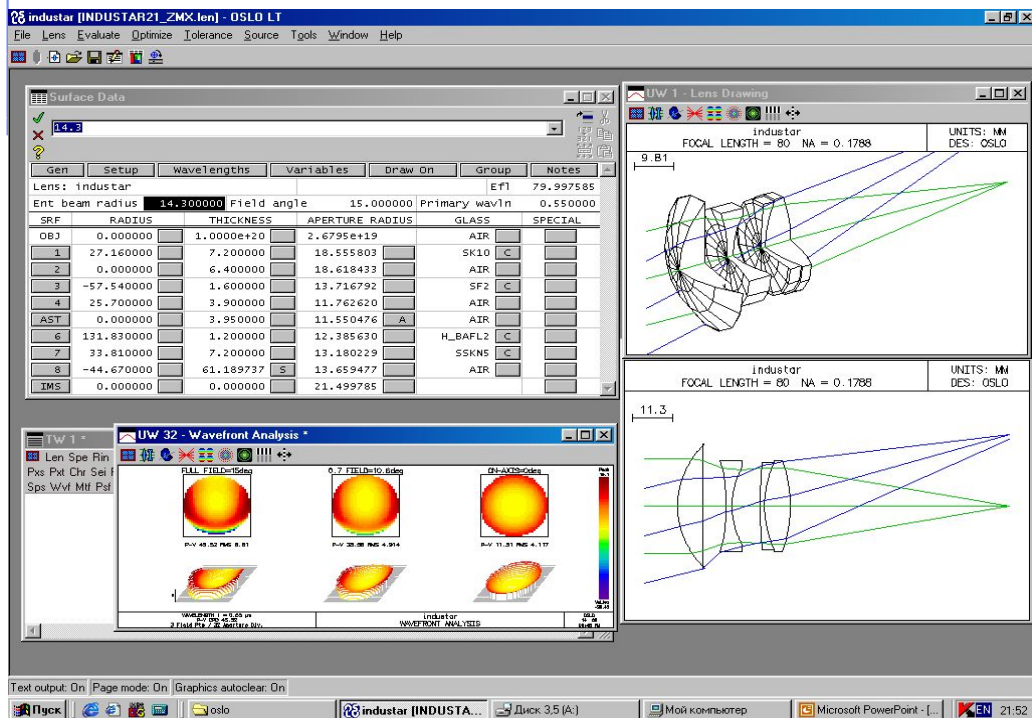 industar [INDUSTAR21_ZMX.len] - OSLO LT
File Lens Evaluate Optimize Tolerance Source Tools Window Help
Surface Data
14.3
Gen Setup Wavelengths Variables Draw On Group Notes
Lens: industar Efl 79.997585
Ent beam radius 14.300000 Field angle 15.000000 Primary wavln 0.550000
SRF RADIUS THICKNESS APERTURE RADIUS GLASS SPECIAL
OBJ 0.000000 1.0000e+20 2.6795e+19 AIR
1 27.160000 7.200000 18.555803 SK10 C
2 0.000000 6.400000 18.618433 AIR
3 -57.540000 1.600000 13.716792 SF2 C
4 25.700000 3.900000 11.762620 AIR
AST 0.000000 3.950000 11.550476 A AIR
6 131.830000 1.200000 12.385630 H_BAFL2 C
7 33.810000 7.200000 13.180229 SSKN5 C
8 -44.670000 61.189737 S 13.659477 AIR
IMS 0.000000 0.000000 21.499785
UW 1 - Lens Drawing
industar
FOCAL LENGTH = 80 NA = 0.1788
UNITS: MM
DES: OSLO
9.81
industar
FOCAL LENGTH = 80 NA = 0.1788
UNITS: MM
DES: OSLO
11.3
TW 1 *
Len Spe Rin
Pxs Pxt Chr Sei
Sps Wvf Mtf Psf
UW 32 - Wavefront Analysis *
FULL FIELD=15deg 0.7 FIELD=10.6deg ON-AXIS=0deg
industar
WAVEFRONT ANALYSIS
Text output: On Page mode: On Graphics autoclear: On
Пуск oslo industar [INDUSTA... Диск 3,5 (A:) Мой компьютер Microsoft PowerPoint - [... EN 21:52